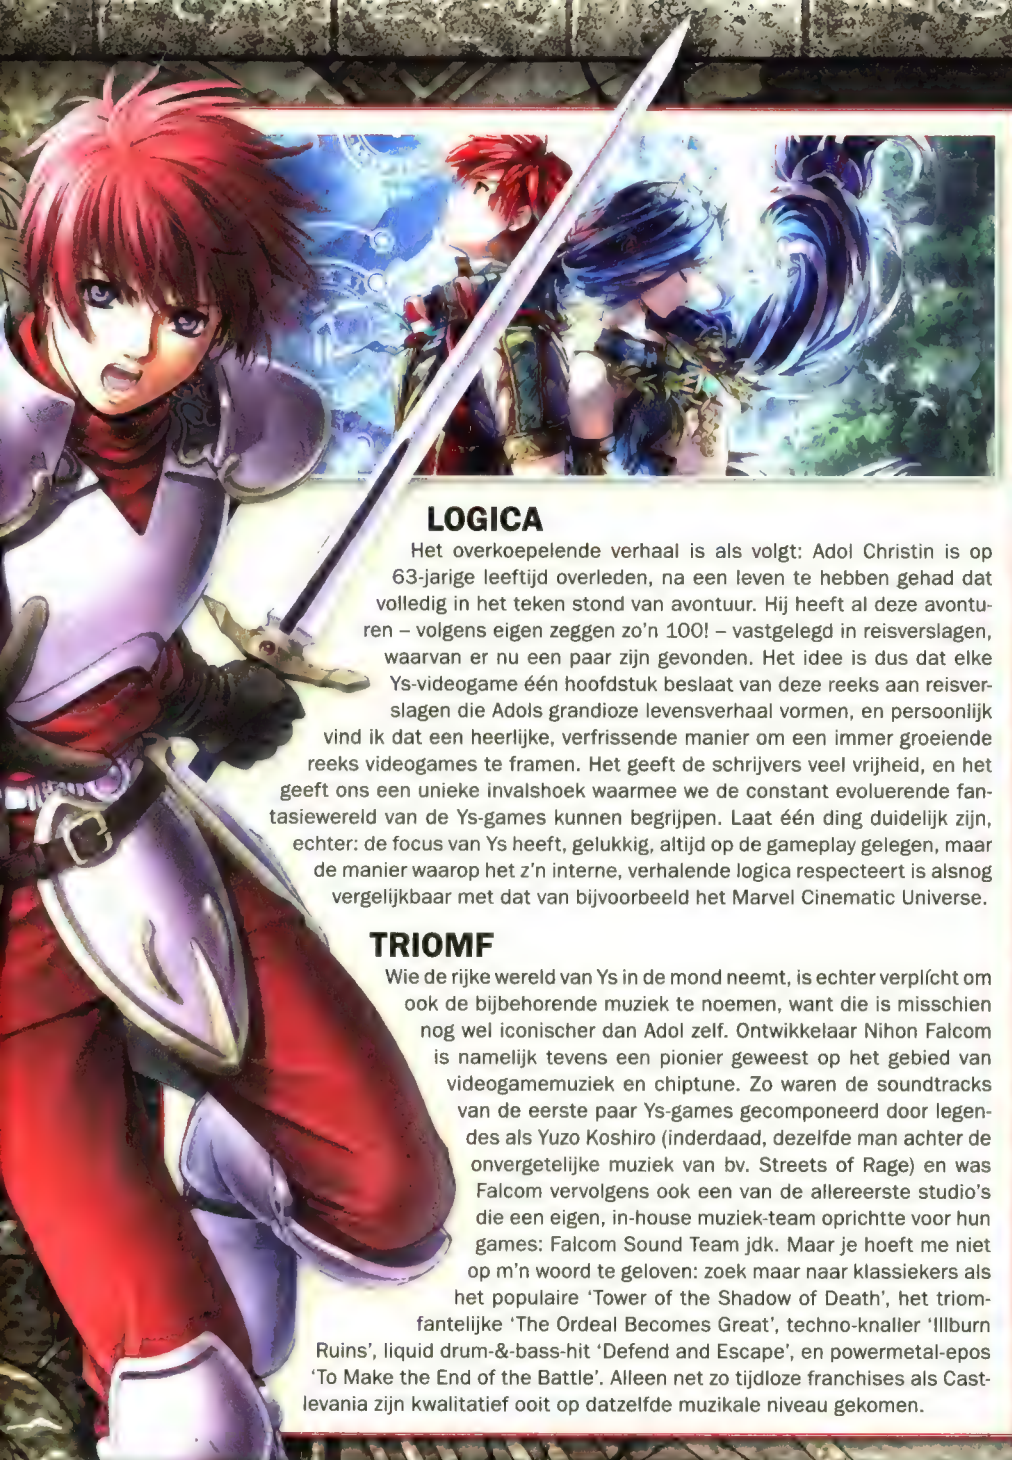 LOGICA
Het overkoepelende verhaal is als volgt: Adol Christin is op
63-jarige leeftijd overleden, na een leven te hebben gehad dat
volledig in het teken stond van avontuur. Hij heeft al deze avontu-
ren – volgens eigen zeggen zo’n 100! – vastgelegd in reisverslagen,
waarvan er nu een paar zijn gevonden. Het idee is dus dat elke
Ys-videogame één hoofdstuk beslaat van deze reeks aan reisver-
slagen die Adols grandioze levensverhaal vormen, en persoonlijk
vind ik dat een heerlijke, verfrissende manier om een immer groeiende
reeks videogames te framen. Het geeft de schrijvers veel vrijheid, en het
geeft ons een unieke invalshoek waarmee we de constant evoluerende fan-
tasiewereld van de Ys-games kunnen begrijpen. Laat één ding duidelijk zijn,
echter: de focus van Ys heeft, gelukkig, altijd op de gameplay gelegen, maar
de manier waarop het z’n interne, verhalende logica respecteert is alsnog
vergelijkbaar met dat van bijvoorbeeld het Marvel Cinematic Universe.
TRIOMF
Wie de rijke wereld van Ys in de mond neemt, is echter verplicht om
ook de bijbehorende muziek te noemen, want die is misschien
nog wel iconischer dan Adol zelf. Ontwikkelaar Nihon Falcom
is namelijk tevens een pionier geweest op het gebied van
videogamemuziek en chiptune. Zo waren de soundtracks
van de eerste paar Ys-games gecomponeerd door legen-
des als Yuzo Koshiro (inderdaad, dezelfde man achter de
onvergetelijke muziek van bv. Streets of Rage) en was
Falcom vervolgens ook een van de allereerste studio’s
die een eigen, in-house muziek-team oprichtte voor hun
games: Falcom Sound Team jdk. Maar je hoeft me niet
op m’n woord te geloven: zoek maar naar klassiekers als
het populaire ‘Tower of the Shadow of Death’, het triom-
fantelijke ‘The Ordeal Becomes Great’, techno-knaller ‘Illburn
Ruins’, liquid drum-&-bass-hit ‘Defend and Escape’, en powermetal-epos
‘To Make the End of the Battle’. Alleen net zo tijdloze franchises als Cast-
levania zijn kwalitatief ooit op datzelfde muzikale niveau gekomen.